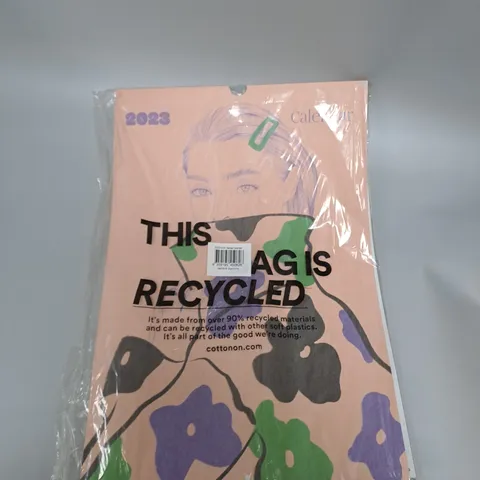 2023 Calendar
THIS
AG IS
RECYCLED
It's made from over 90% recycled materials
and can be recycled with other soft plastics.
It's all part of the good we're doing.
cottonon.com